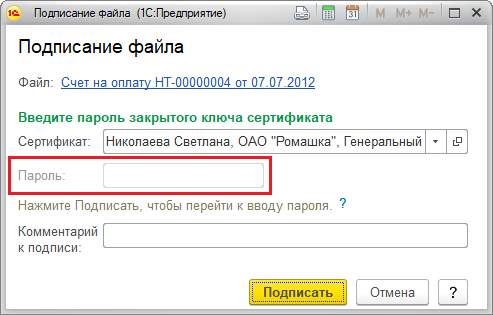 1С Подписание файла (1С:Предприятие) 31 M M+ M-
Подписание файла
Файл: Счет на оплату НТ-00000004 от 07.07.2012
Введите пароль закрытого ключа сертификата
Сертификат: Николаева Светлана, ОАО "Ромашка", Генеральный
Пароль:
Нажмите Подписать, чтобы перейти к вводу пароля. ?
Комментарий
к подписи:
Подписать Отмена ?